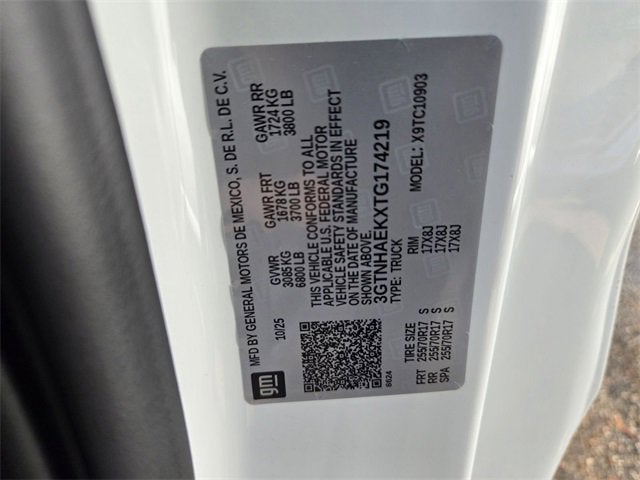 MFD BY GENERAL MOTORS DE MEXICO, S. DE R.L. DE C.V.
10/25 GVWR GAWR FRT GAWR RR
3085 KG 1678 KG 1724 KG
6800 LB 3700 LB 3800 LB
THIS VEHICLE CONFORMS TO ALL
APPLICABLE U.S. FEDERAL MOTOR
VEHICLE SAFETY STANDARDS IN EFFECT
ON THE DATE OF MANUFACTURE
SHOWN ABOVE.
3GTNHAEKXTG174219
TYPE: TRUCK MODEL: X9TC10903
TIRE SIZE RIM
FRT 255/70R17 S 17X8J
RR 255/70R17 S 17X8J
SPA 255/70R17 S 17X8J
gm
8624